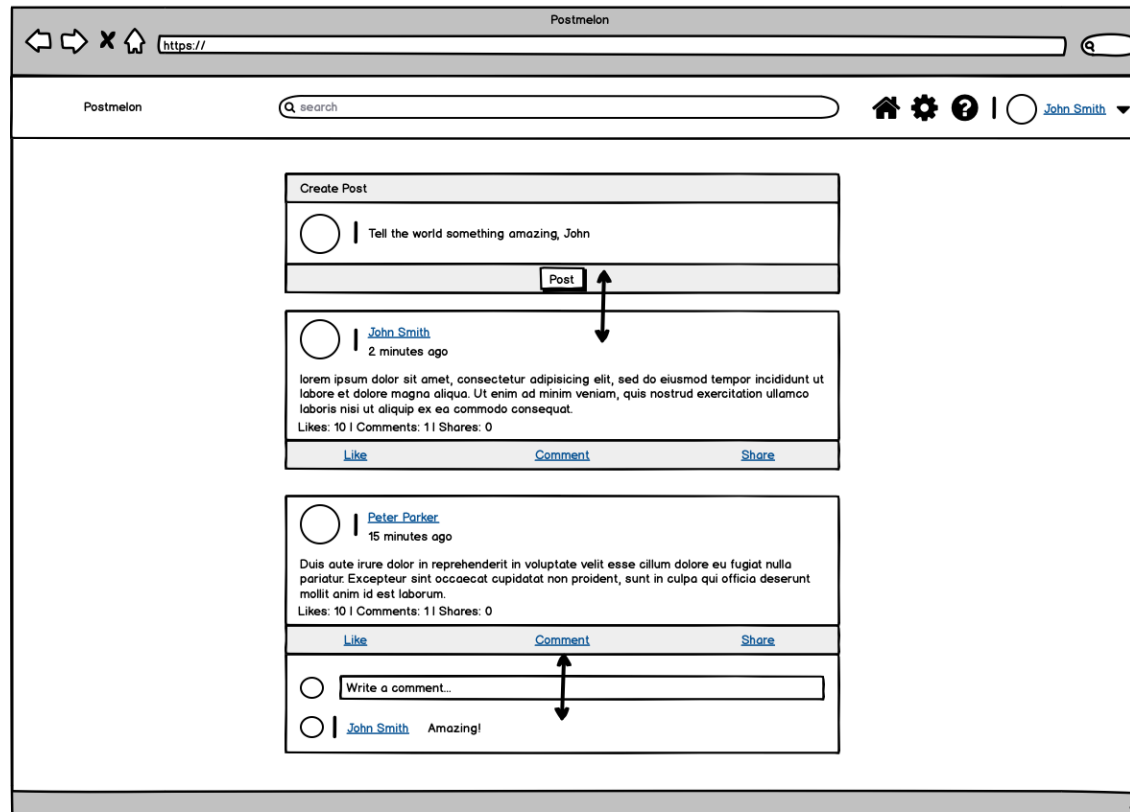 Postmelon
https://
Postmelon
search
John Smith
Create Post
Tell the world something amazing, John
Post
John Smith
2 minutes ago
lorem ipsum dolor sit amet, consectetur adipisicing elit, sed do eiusmod tempor incididunt ut
labore et dolore magna aliqua. Ut enim ad minim veniam, quis nostrud exercitation ullamco
laboris nisi ut aliquip ex ea commodo consequat.
Likes: 10 | Comments: 1 | Shares: 0
Like Comment Share
Peter Parker
15 minutes ago
Duis aute irure dolor in reprehenderit in voluptate velit esse cillum dolore eu fugiat nulla
pariatur. Excepteur sint occaecat cupidatat non proident, sunt in culpa qui officia deserunt
mollit anim id est laborum.
Likes: 10 | Comments: 1 | Shares: 0
Like Comment Share
Write a comment...
John Smith Amazing!